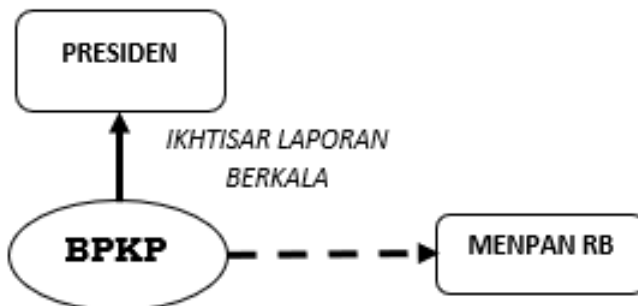 PRESIDEN
IKHTISAR LAPORAN
BERKALA
BPKP
MENPAN RB